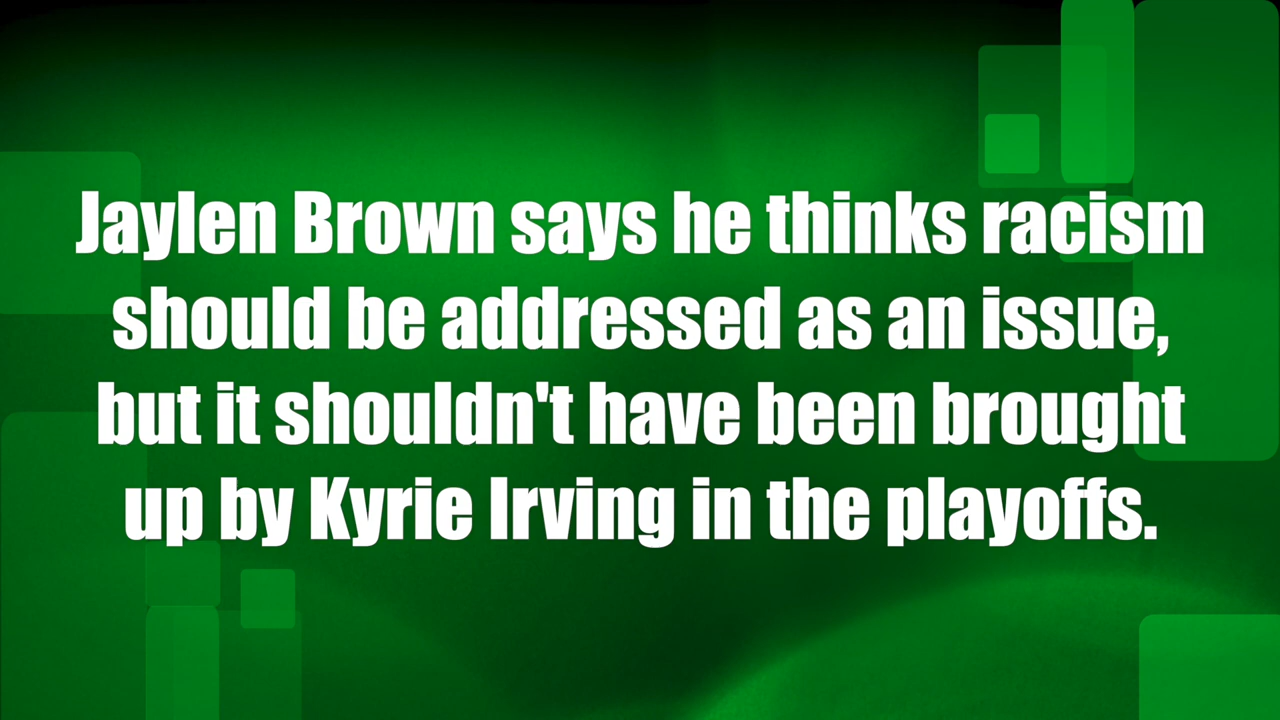 Jaylen Brown says he thinks racism
should be addressed as an issue,
but it shouldn't have been brought
up by Kyrie Irving in the playoffs.